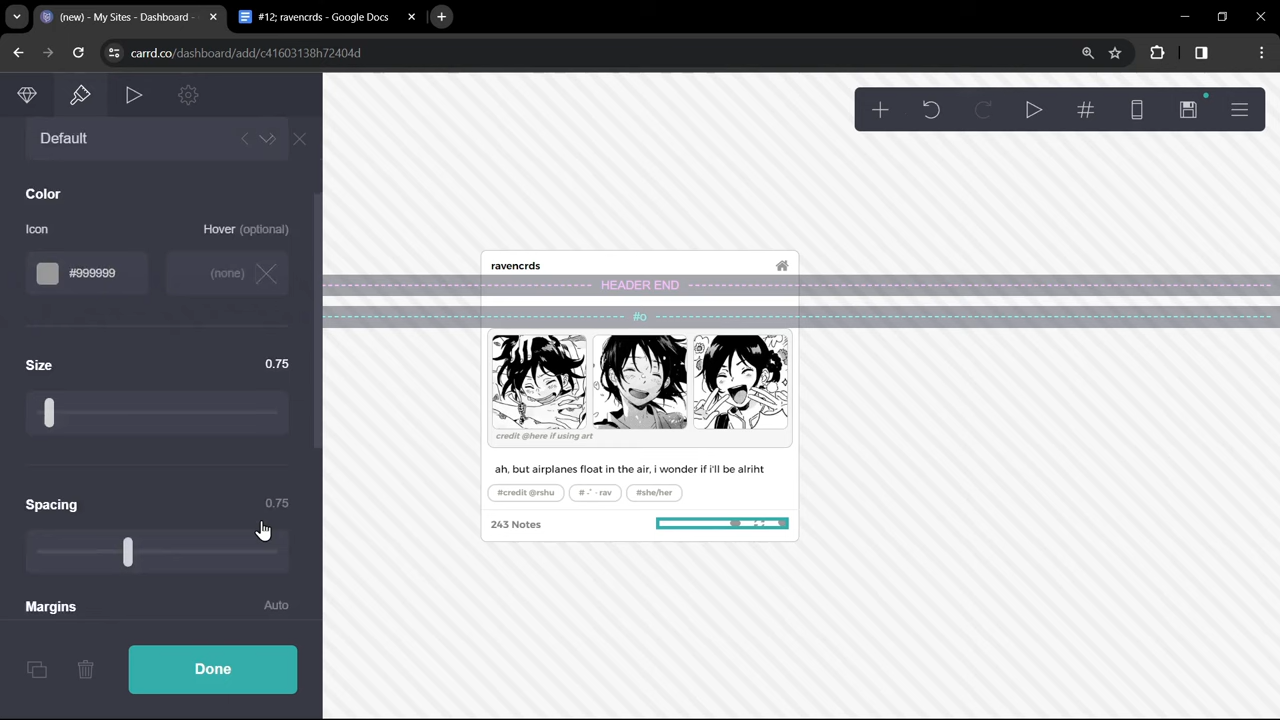 (new) - My Sites - Dashboard -
#12; ravencrds - Google Docs
carrd.co/dashboard/add/c41603138h72404d
Default
Color
Icon
Hover (optional)
#999999
(none)
Size
0.75
Spacing
0.75
Margins
Auto
Done
ravencrds
HEADER END
#o
credit @here if using art
ah, but airplanes float in the air, i wonder if i'll be alriht
#credit @rshu
# -˚ · rav
#she/her
243 Notes